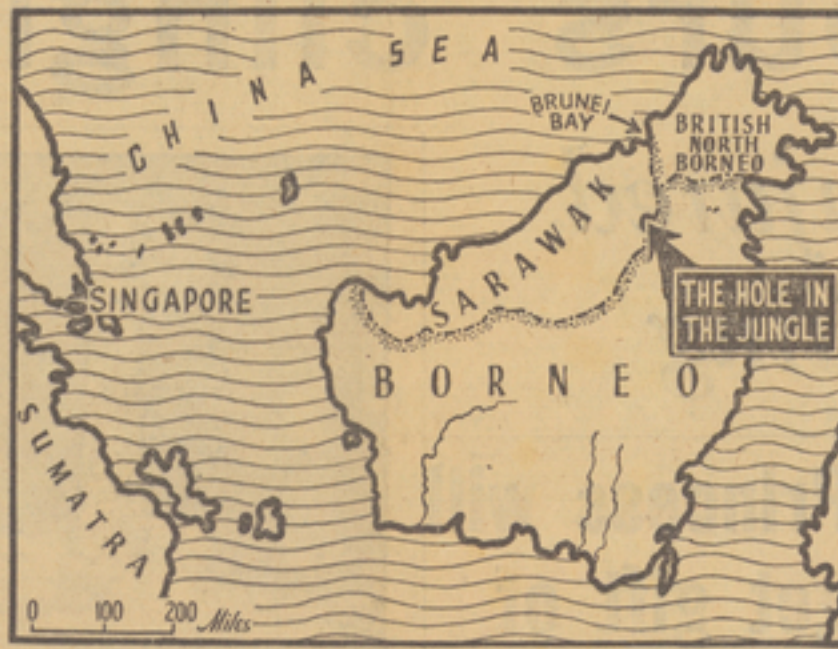 CHINA SEA
BRUNEI
BAY
BRITISH
NORTH
BORNEO
SARAWAK
SINGAPORE
THE HOLE IN
THE JUNGLE
BORNEO
SUMATRA
0 100 200 Miles